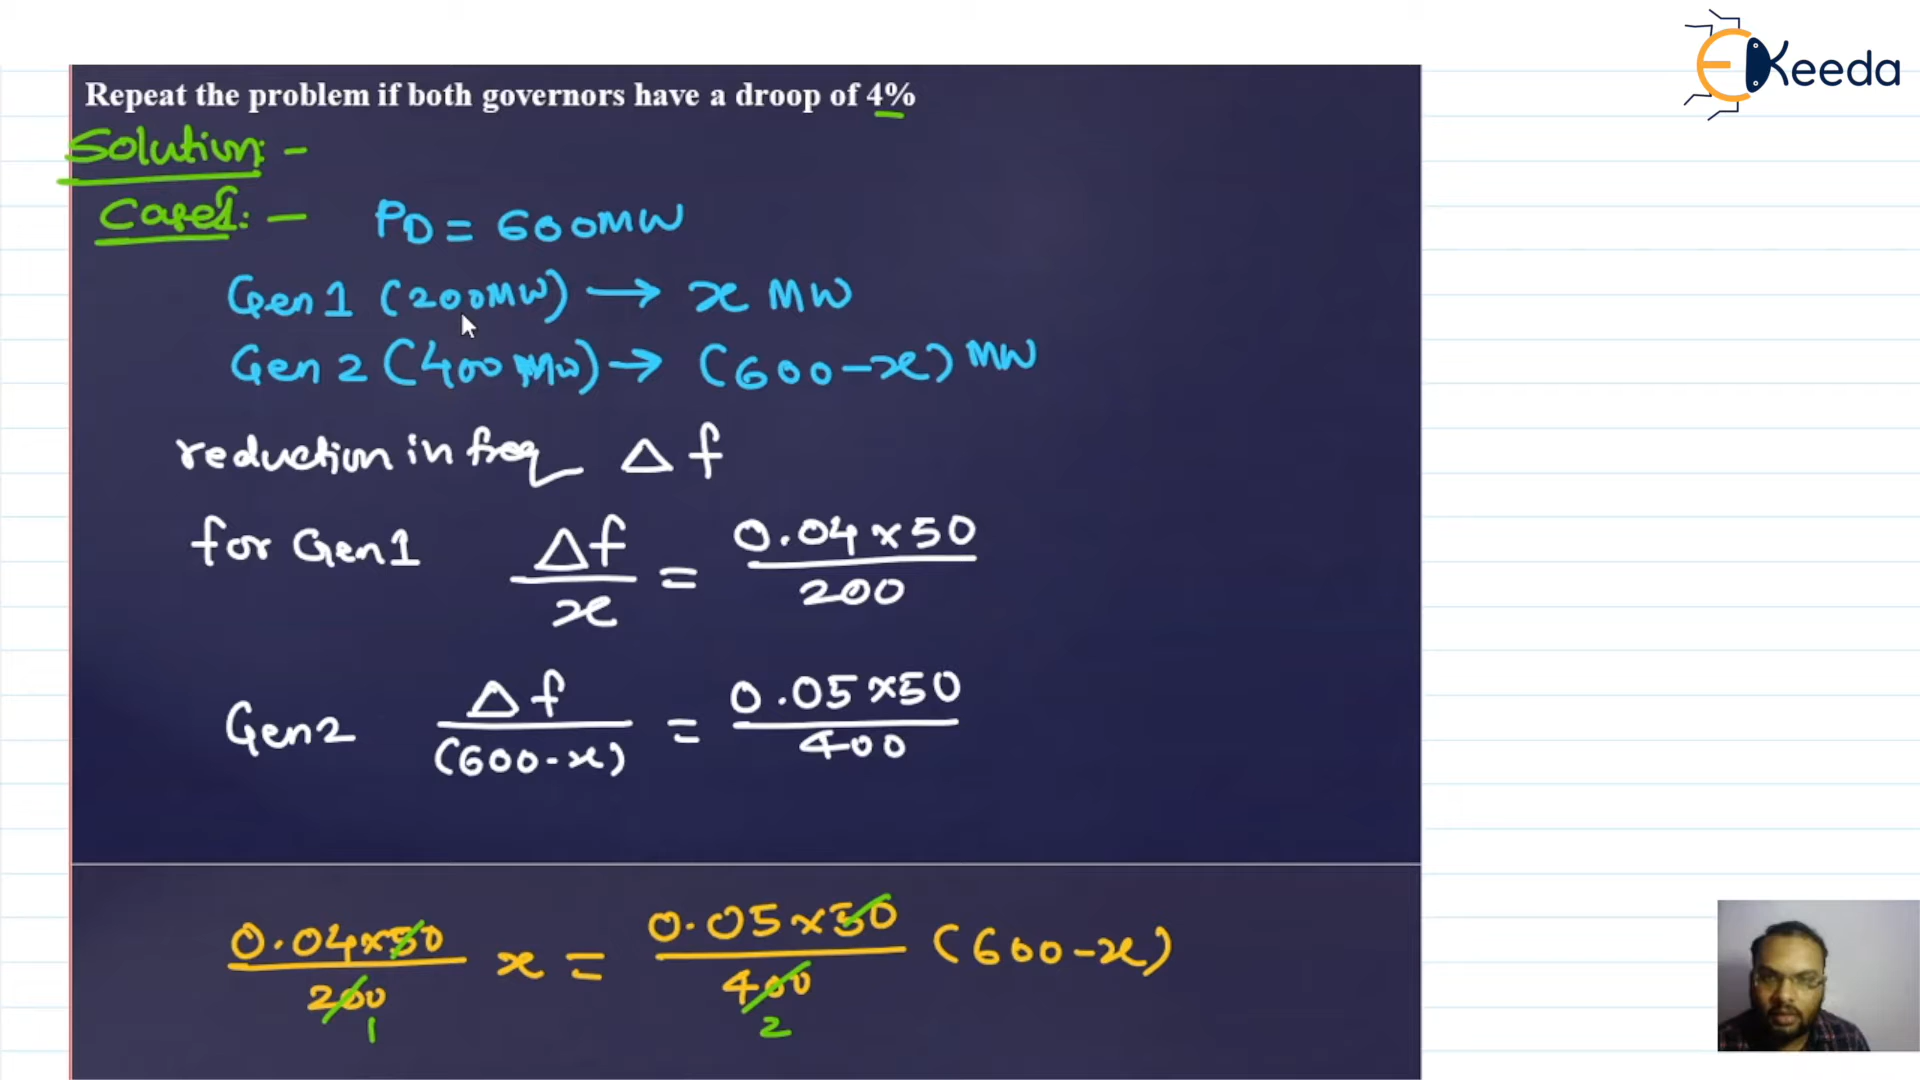 EKeeda
Repeat the problem if both governors have a droop of 4%
Solution: -
Case1: -
PD = 600MW
Gen 1 (200MW) → x MW
Gen 2 (400 MW) → (600-x) MW
reduction in freq Δf
for Gen1 Δf/x = 0.04×50/200
Gen2 Δf/(600-x) = 0.05×50/400
0.04×50/200 x = 0.05×50/400 (600-x)
1 2